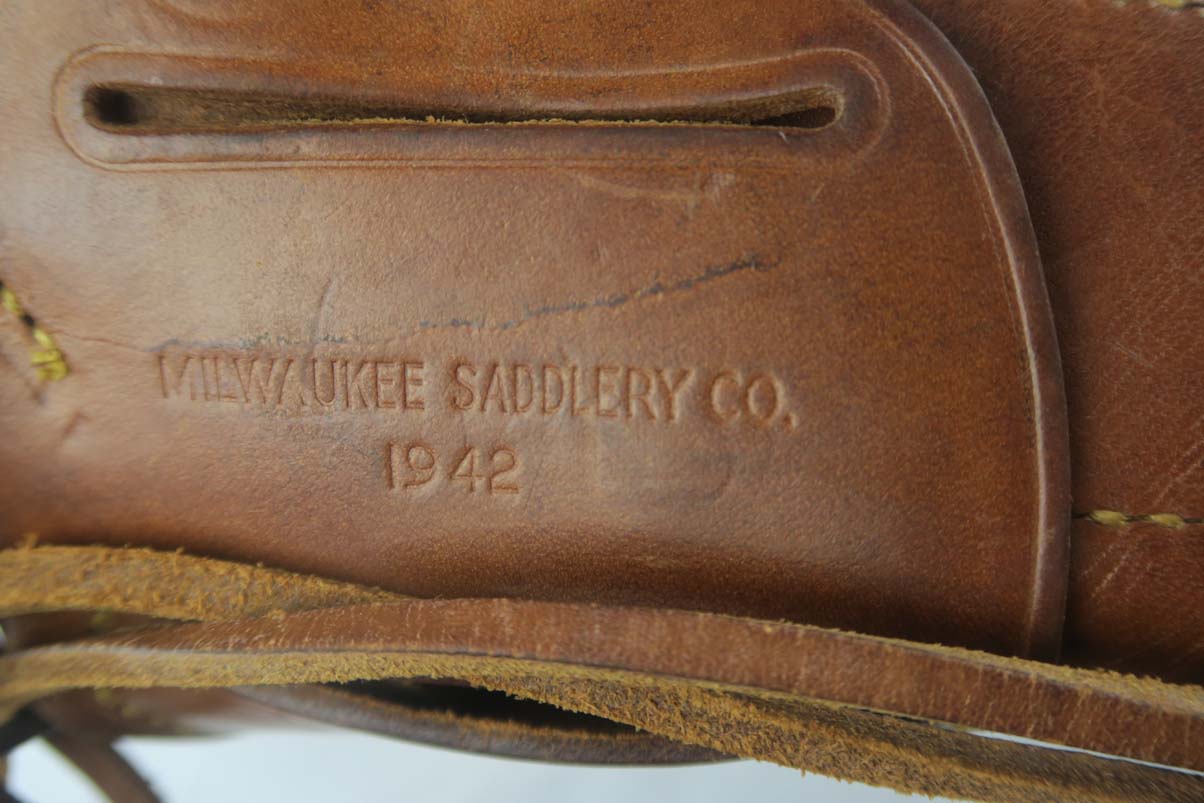 MILWAUKEE SADDLERY CO.
1942